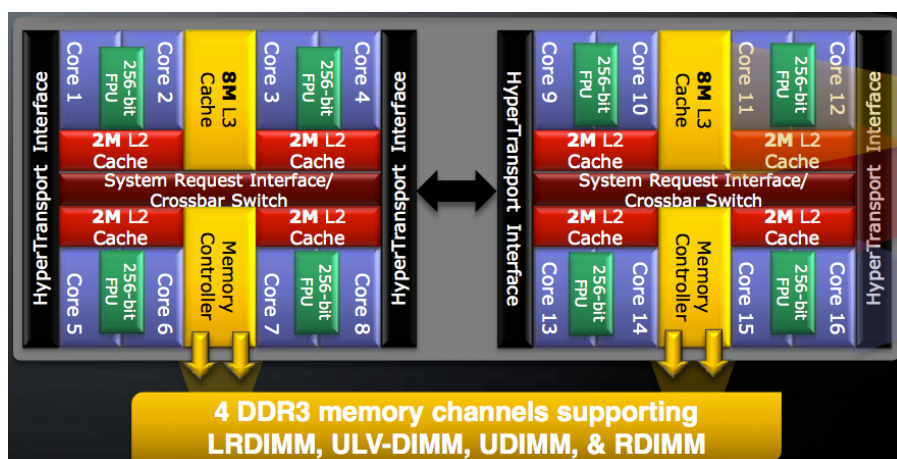 HyperTransport Interface
Core 1
256-bit
FPU
Core 2
8M L3
Cache
Core 3
256-bit
FPU
Core 4
HyperTransport Interface
2M L2
Cache
2M L2
Cache
System Request Interface/
Crossbar Switch
2M L2
Cache
2M L2
Cache
Core 5
256-bit
FPU
Core 6
Memory
Controller
Core 7
256-bit
FPU
Core 8
HyperTransport Interface
Core 9
256-bit
FPU
Core 10
8M L3
Cache
Core 11
256-bit
FPU
Core 12
HyperTransport Interface
2M L2
Cache
2M L2
Cache
System Request Interface/
Crossbar Switch
2M L2
Cache
2M L2
Cache
Core 13
256-bit
FPU
Core 14
Memory
Controller
Core 15
256-bit
FPU
Core 16
4 DDR3 memory channels supporting
LRDIMM, ULV-DIMM, UDIMM, & RDIMM